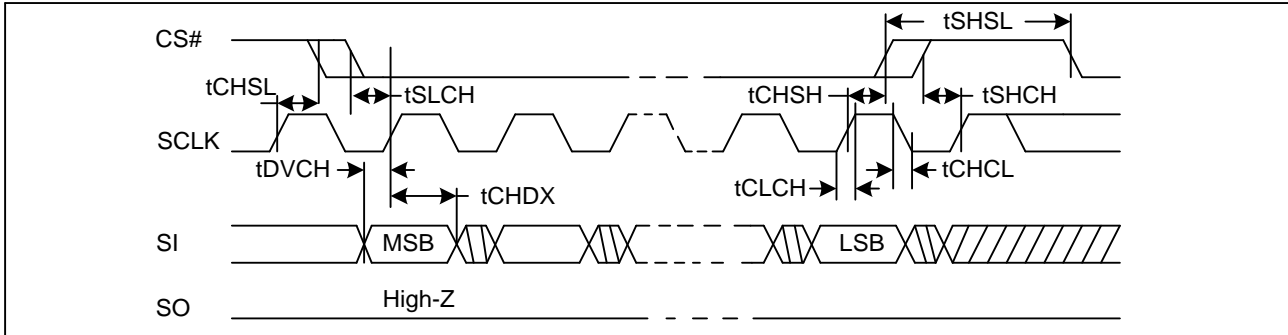 tSHSL
CS#
tCHSL
tSLCH
tCHSH
tSHCH
SCLK
tDVCH
tCHDX
tCLCH
tCHCL
SI
MSB
LSB
High-Z
SO